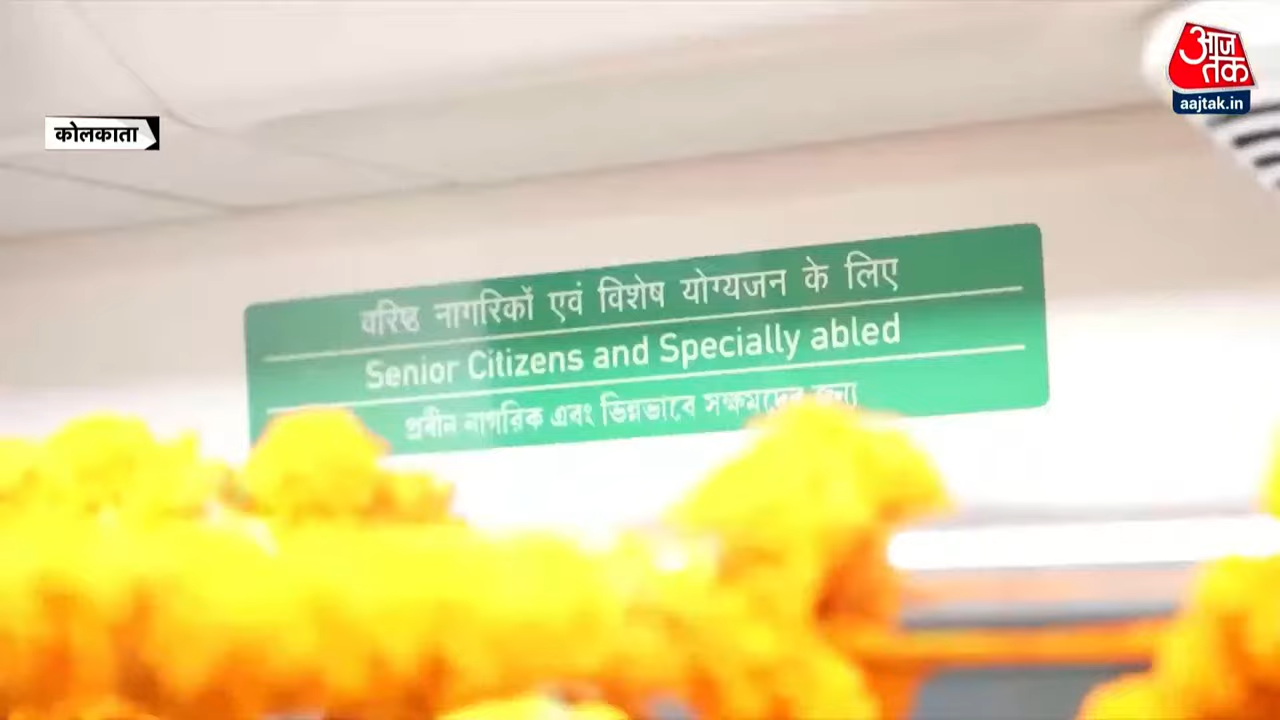 आज
तक
aajtak.in
कोलकाता
वरिष्ठ नागरिकों एवं विशेष योग्यजन के लिए
Senior Citizens and Specially abled
প্রবীন নাগরিক এবং ভিন্নভাবে সক্ষমদের জন্য